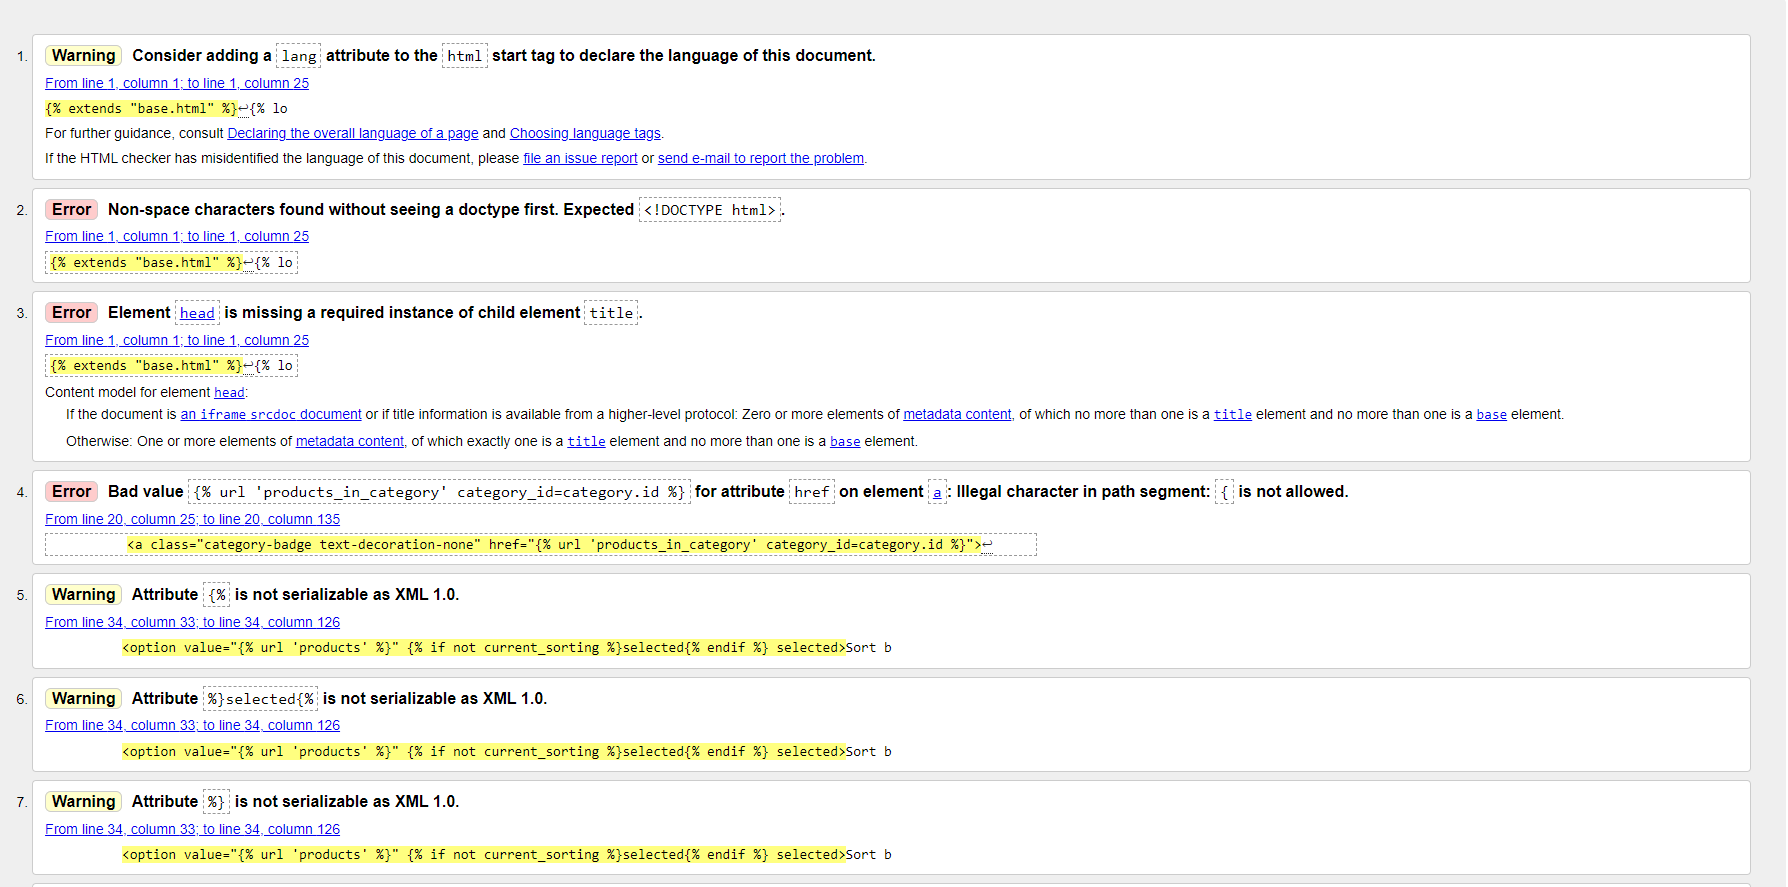 1. Warning Consider adding a lang attribute to the html start tag to declare the language of this document.
From line 1, column 1; to line 1, column 25
{% extends "base.html" %}↩{% lo
For further guidance, consult Declaring the overall language of a page and Choosing language tags.
If the HTML checker has misidentified the language of this document, please file an issue report or send e-mail to report the problem.
2. Error Non-space characters found without seeing a doctype first. Expected <!DOCTYPE html>.
From line 1, column 1; to line 1, column 25
{% extends "base.html" %}↩{% lo
3. Error Element head is missing a required instance of child element title.
From line 1, column 1; to line 1, column 25
{% extends "base.html" %}↩{% lo
Content model for element head:
If the document is an iframe srcdoc document or if title information is available from a higher-level protocol: Zero or more elements of metadata content, of which no more than one is a title element and no more than one is a base element.
Otherwise: One or more elements of metadata content, of which exactly one is a title element and no more than one is a base element.
4. Error Bad value {% url 'products_in_category' category_id=category.id %} for attribute href on element a: Illegal character in path segment: { is not allowed.
From line 20, column 25; to line 20, column 135
<a class="category-badge text-decoration-none" href="{% url 'products_in_category' category_id=category.id %}">↩
5. Warning Attribute {% is not serializable as XML 1.0.
From line 34, column 33; to line 34, column 126
<option value="{% url 'products' %}" {% if not current_sorting %}selected{% endif %} selected>Sort b
6. Warning Attribute %}selected{% is not serializable as XML 1.0.
From line 34, column 33; to line 34, column 126
<option value="{% url 'products' %}" {% if not current_sorting %}selected{% endif %} selected>Sort b
7. Warning Attribute %} is not serializable as XML 1.0.
From line 34, column 33; to line 34, column 126
<option value="{% url 'products' %}" {% if not current_sorting %}selected{% endif %} selected>Sort b